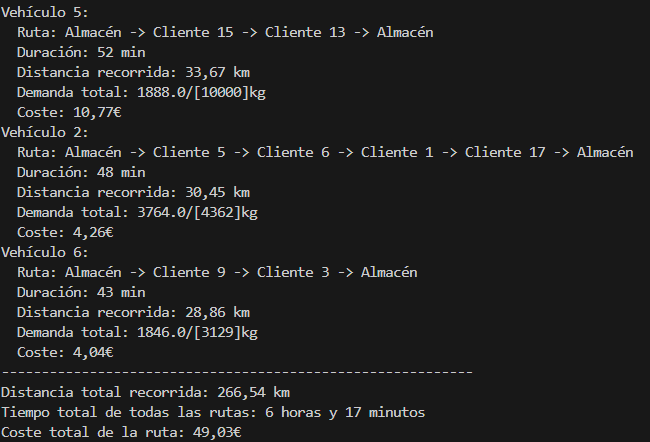 Vehículo 5:
Ruta: Almacén -> Cliente 15 -> Cliente 13 -> Almacén
Duración: 52 min
Distancia recorrida: 33,67 km
Demanda total: 1888.0/[10000]kg
Coste: 10,77€
Vehículo 2:
Ruta: Almacén -> Cliente 5 -> Cliente 6 -> Cliente 1 -> Cliente 17 -> Almacén
Duración: 48 min
Distancia recorrida: 30,45 km
Demanda total: 3764.0/[4362]kg
Coste: 4,26€
Vehículo 6:
Ruta: Almacén -> Cliente 9 -> Cliente 3 -> Almacén
Duración: 43 min
Distancia recorrida: 28,86 km
Demanda total: 1846.0/[3129]kg
Coste: 4,04€
-----------------------------------------------------------
Distancia total recorrida: 266,54 km
Tiempo total de todas las rutas: 6 horas y 17 minutos
Coste total de la ruta: 49,03€